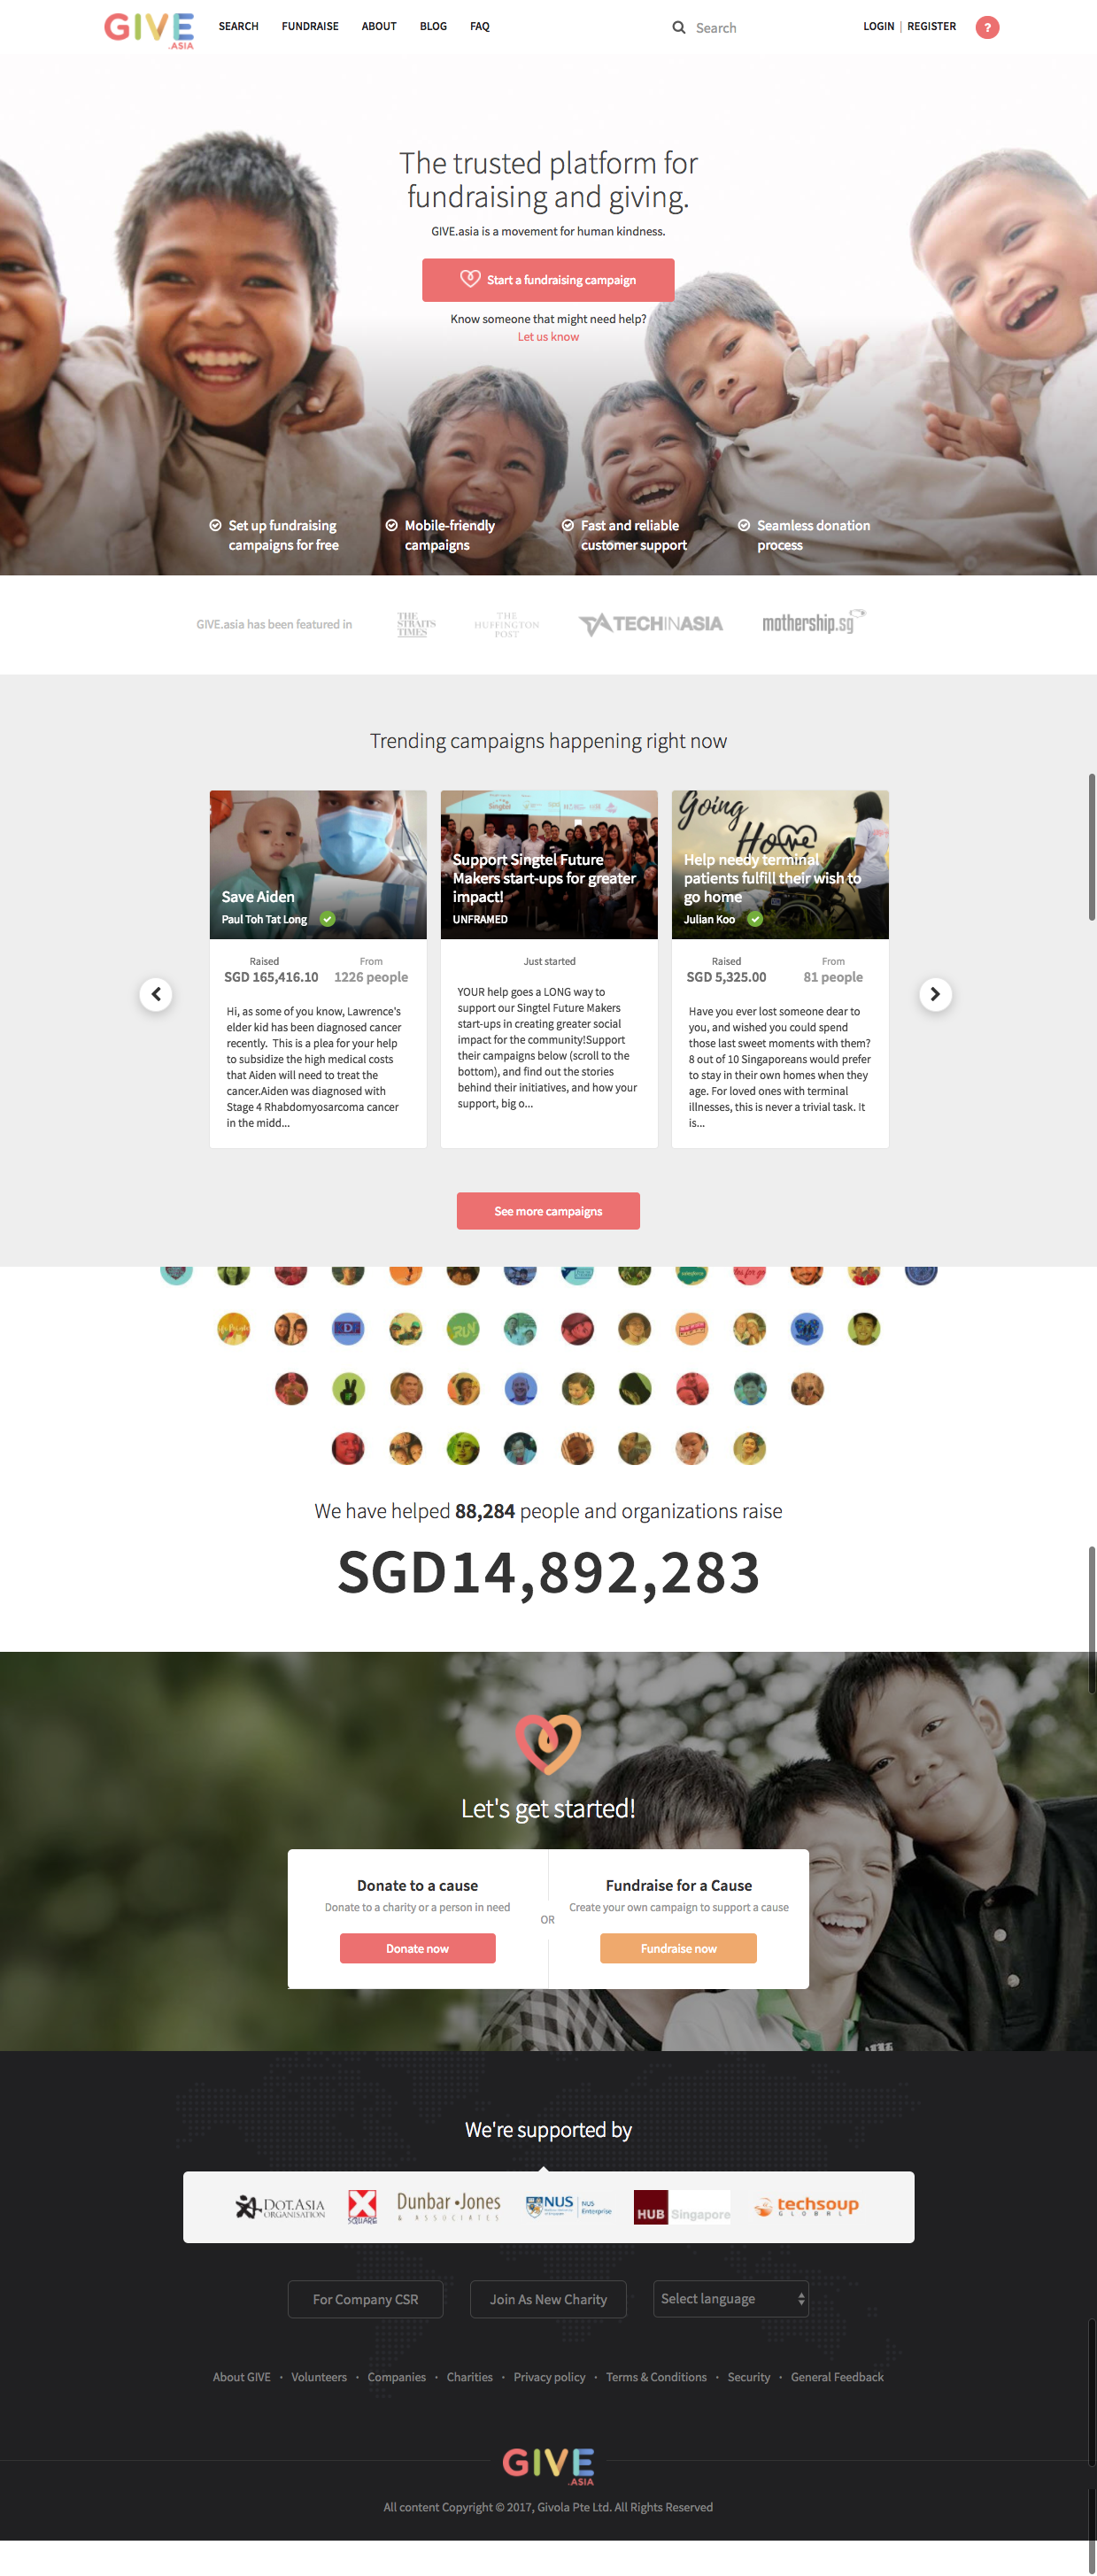 GIVE
.ASIA
SEARCH FUNDRAISE ABOUT BLOG FAQ
Search
LOGIN | REGISTER ?
The trusted platform for
fundraising and giving.
GIVE.asia is a movement for human kindness.
Start a fundraising campaign
Know someone that might need help?
Let us know
Set up fundraising
campaigns for free
Mobile-friendly
campaigns
Fast and reliable
customer support
Seamless donation
process
GIVE.asia has been featured in
THE
STRAITS
TIMES
THE
HUFFINGTON
POST
TECHINASIA
mothership.sg
Trending campaigns happening right now
Save Aiden
Paul Toh Tat Long
Raised From
SGD 165,416.10 1226 people
Hi, as some of you know, Lawrence's
elder kid has been diagnosed cancer
recently. This is a plea for your help
to subsidize the high medical costs
that Aiden will need to treat the
cancer.Aiden was diagnosed with
Stage 4 Rhabdomyosarcoma cancer
in the midd...
Singtel
Support Singtel Future
Makers start-ups for greater
impact!
UNFRAMED
Just started
YOUR help goes a LONG way to
support our Singtel Future Makers
start-ups in creating greater social
impact for the community!Support
their campaigns below (scroll to the
bottom), and find out the stories
behind their initiatives, and how your
support, big o...
Going
Home
Help needy terminal
patients fulfill their wish to
go home
Julian Koo
Raised From
SGD 5,325.00 81 people
Have you ever lost someone dear to
you, and wished you could spend
those last sweet moments with them?
8 out of 10 Singaporeans would prefer
to stay in their own homes when they
age. For loved ones with terminal
illnesses, this is never a trivial task. It
is...
See more campaigns
D
RUN
We have helped 88,284 people and organizations raise
SGD14,892,283
Let's get started!
Donate to a cause
Donate to a charity or a person in need
Donate now
OR
Fundraise for a Cause
Create your own campaign to support a cause
Fundraise now
We're supported by
DOT.ASIA
ORGANISATION
Dunbar • Jones
& ASSOCIATES
NUS
NUS
Enterprise
HUB Singapore
techsoup
GLOBAL
For Company CSR
Join As New Charity
Select language
About GIVE • Volunteers • Companies • Charities • Privacy policy • Terms & Conditions • Security • General Feedback
GIVE
.ASIA
All content Copyright © 2017, Givola Pte Ltd. All Rights Reserved